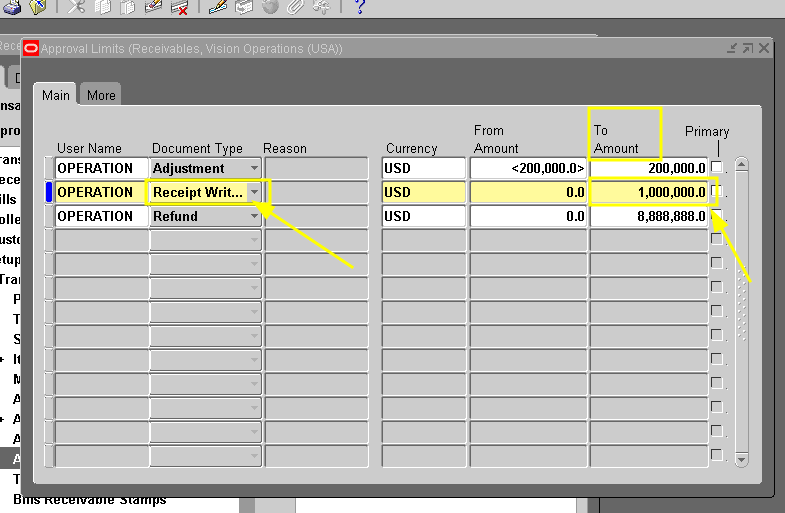 Approval Limits (Receivables, Vision Operations (USA))
Main More
From To Primary
User Name Document Type Reason Currency Amount Amount
OPERATION Adjustment USD <200,000.0> 200,000.0
OPERATION Receipt Writ... USD 0.0 1,000,000.0
OPERATION Refund USD 0.0 8,888,888.0
Bills Receivable Stamps